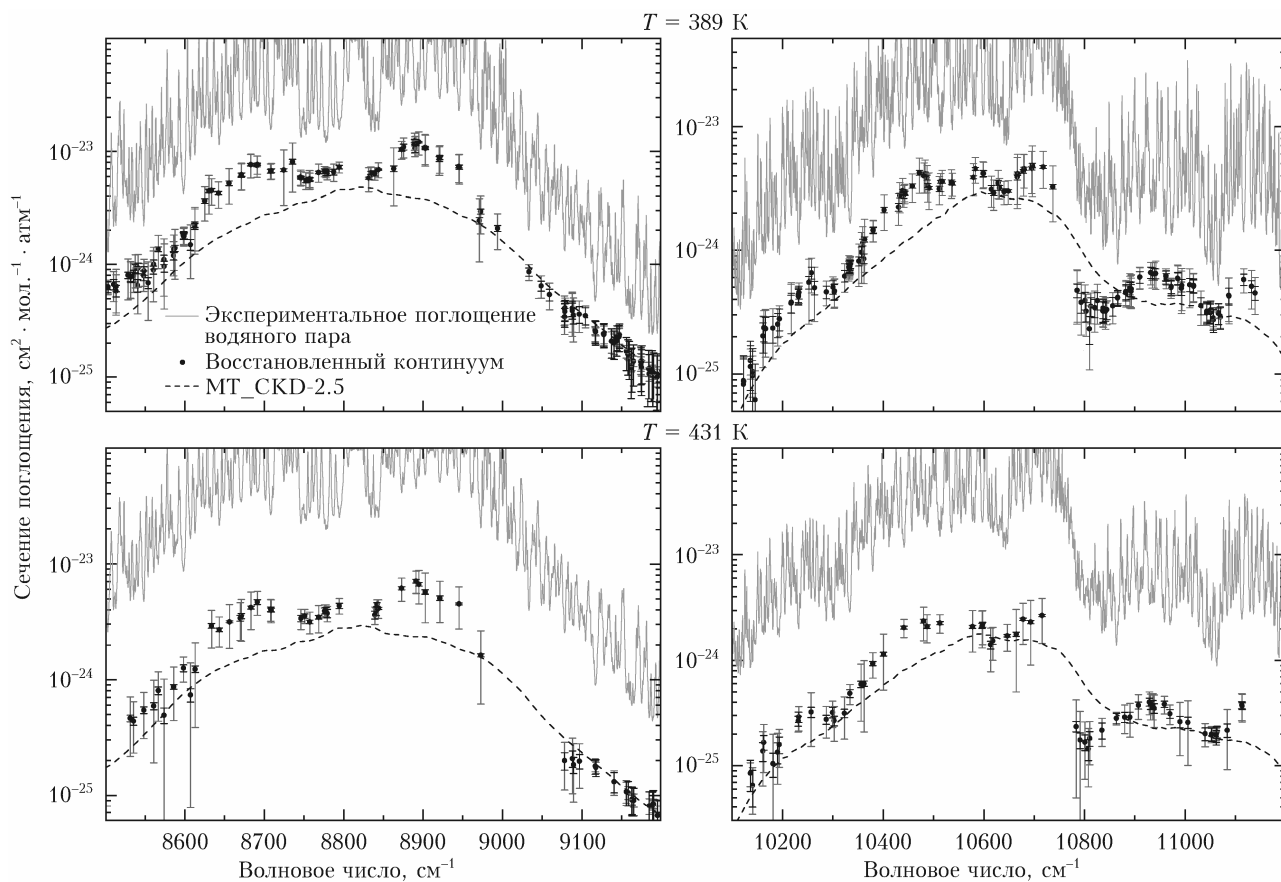 T = 389 К
10⁻²³
10⁻²⁴
10⁻²⁵
Экспериментальное поглощение
водяного пара
Восстановленный континуум
MT_CKD-2.5
10⁻²³
10⁻²⁴
10⁻²⁵
Сечение поглощения, см² · мол.⁻¹ · атм⁻¹
T = 431 К
10⁻²³
10⁻²⁴
10⁻²⁵
10⁻²³
10⁻²⁴
10⁻²⁵
8600 8700 8800 8900 9000 9100
10200 10400 10600 10800 11000
Волновое число, см⁻¹
Волновое число, см⁻¹